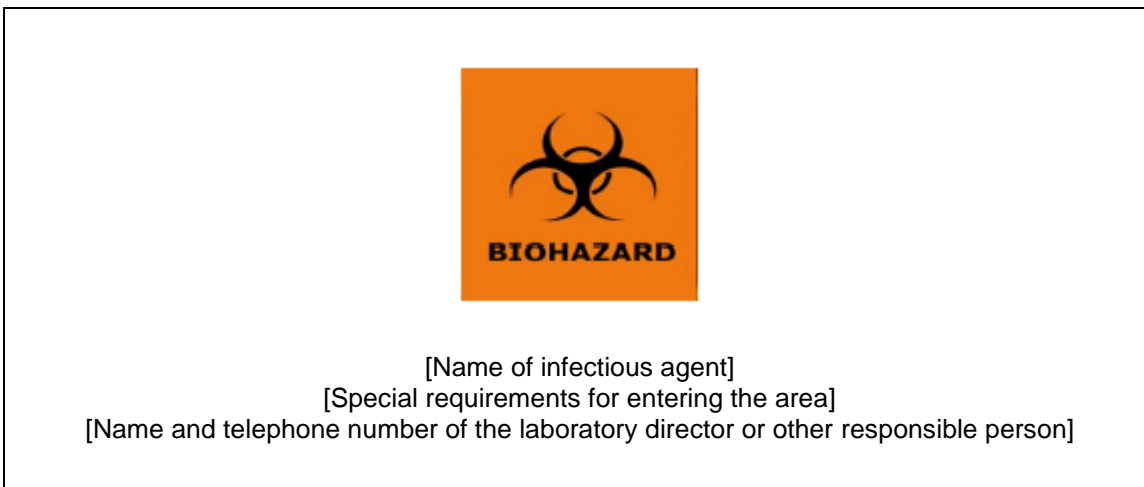 BIOHAZARD
[Name of infectious agent]
[Special requirements for entering the area]
[Name and telephone number of the laboratory director or other responsible person]